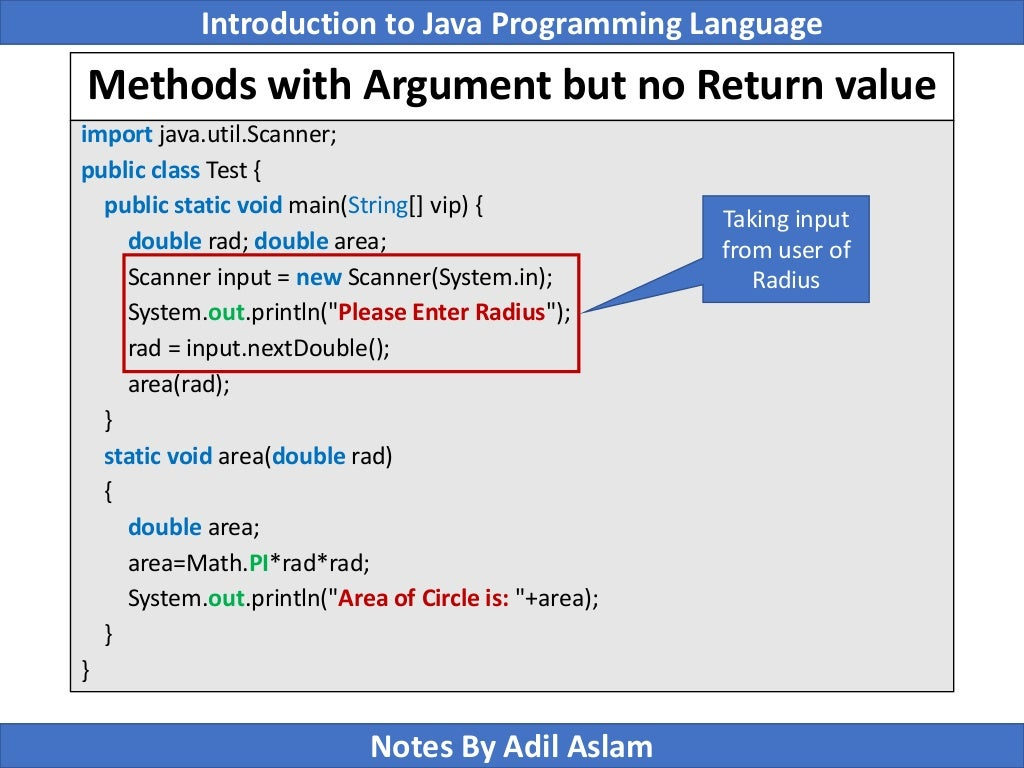 Introduction to Java Programming Language
Methods with Argument but no Return value
import java.util.Scanner;
public class Test {
public static void main(String[] vip) {
double rad; double area;
Scanner input = new Scanner(System.in);
System.out.println("Please Enter Radius");
rad = input.nextDouble();
area(rad);
}
static void area(double rad)
{
double area;
area=Math.PI*rad*rad;
System.out.println("Area of Circle is: "+area);
}
}
Taking input
from user of
Radius
Notes By Adil Aslam